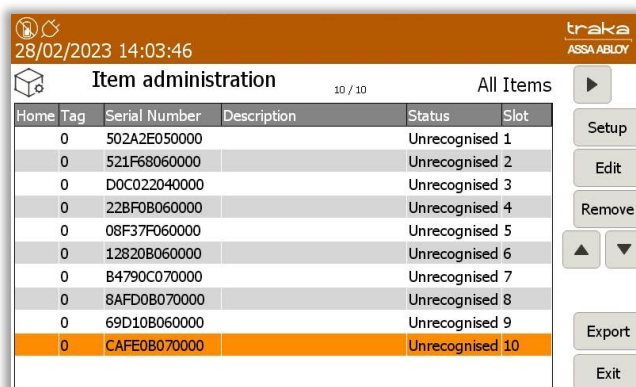 traka
28/02/2023 14:03:46 ASSA ABLOY
Item administration 10 / 10 All Items
Home Tag Serial Number Description Status Slot
0 502A2E050000 Unrecognised 1
0 521F68060000 Unrecognised 2
0 D0C022040000 Unrecognised 3
0 22BF0B060000 Unrecognised 4
0 08F37F060000 Unrecognised 5
0 12820B060000 Unrecognised 6
0 B4790C070000 Unrecognised 7
0 8AFD0B070000 Unrecognised 8
0 69D10B060000 Unrecognised 9
0 CAFE0B070000 Unrecognised 10
Setup
Edit
Remove
Export
Exit